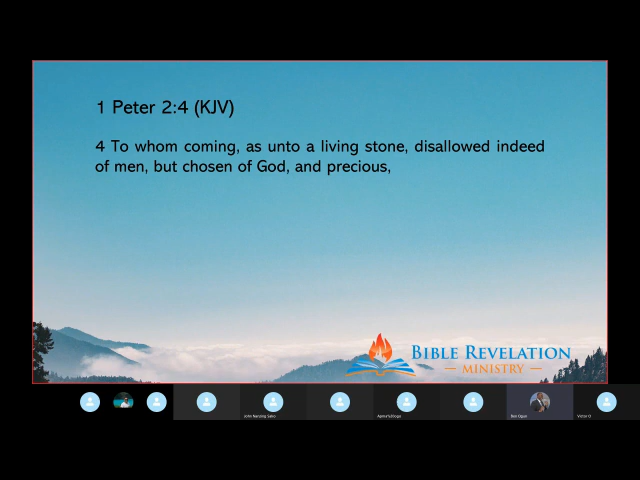 1 Peter 2:4 (KJV)
4 To whom coming, as unto a living stone, disallowed indeed
of men, but chosen of God, and precious,
BIBLE REVELATION
MINISTRY
Victor O